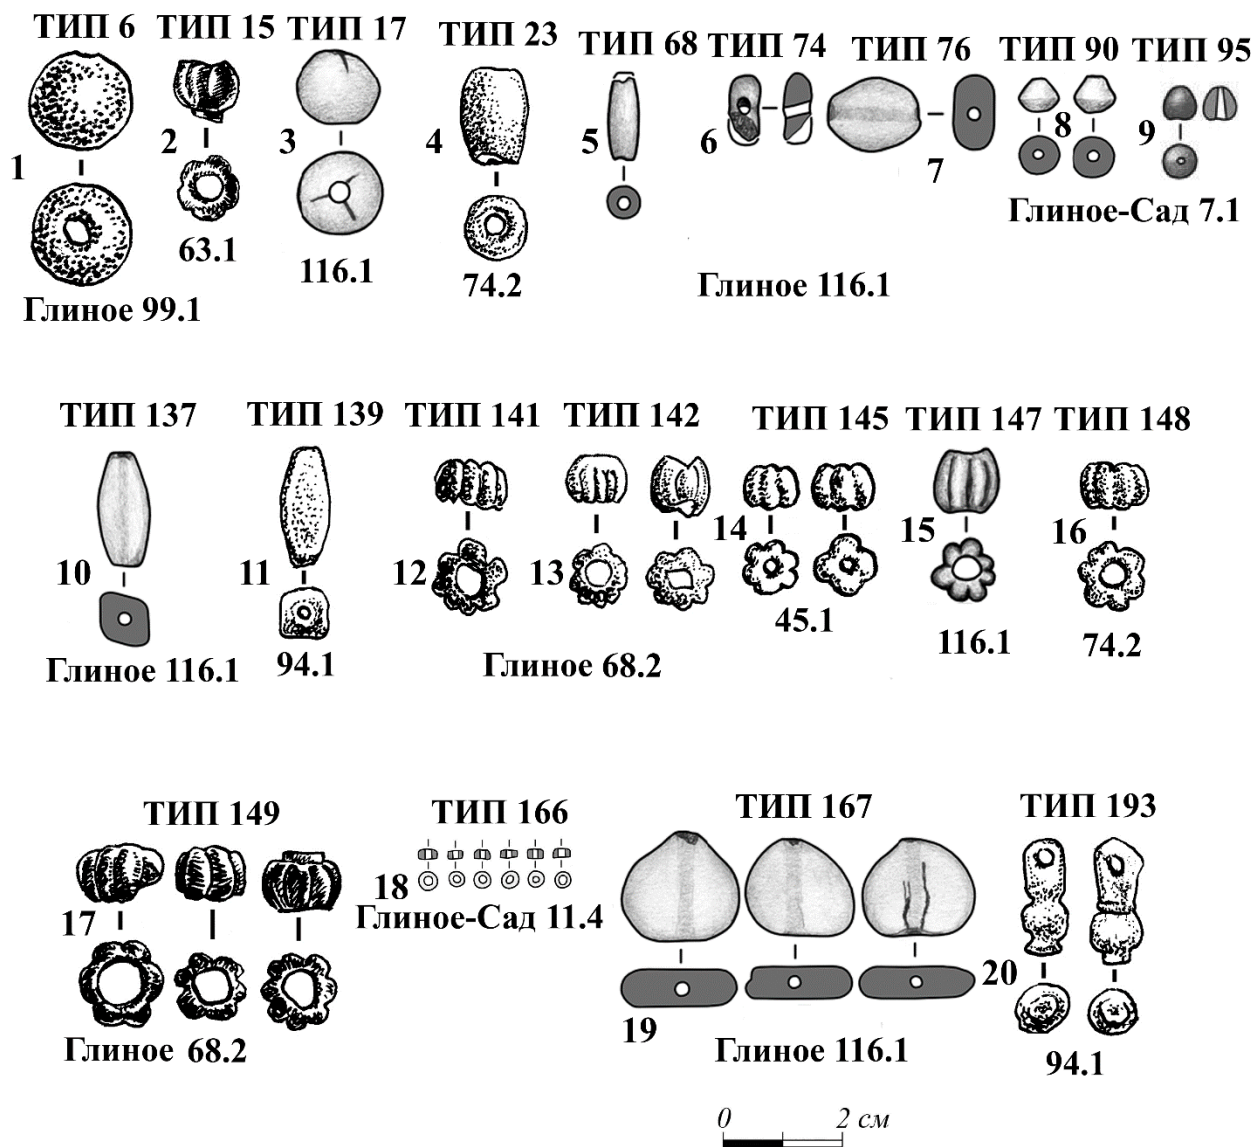 ТИП 6 ТИП 15 ТИП 17 ТИП 23 ТИП 68 ТИП 74 ТИП 76 ТИП 90 ТИП 95
1 2 3 4 5 6 7 8 9
63.1 116.1 74.2 Глиное-Сад 7.1
Глиное 99.1 Глиное 116.1
ТИП 137 ТИП 139 ТИП 141 ТИП 142 ТИП 145 ТИП 147 ТИП 148
10 11 12 13 14 15 16
Глиное 116.1 94.1 Глиное 68.2 45.1 116.1 74.2
ТИП 149 ТИП 166 ТИП 167 ТИП 193
17 18 19 20
Глиное 68.2 Глиное-Сад 11.4 Глиное 116.1 94.1
0 2 см